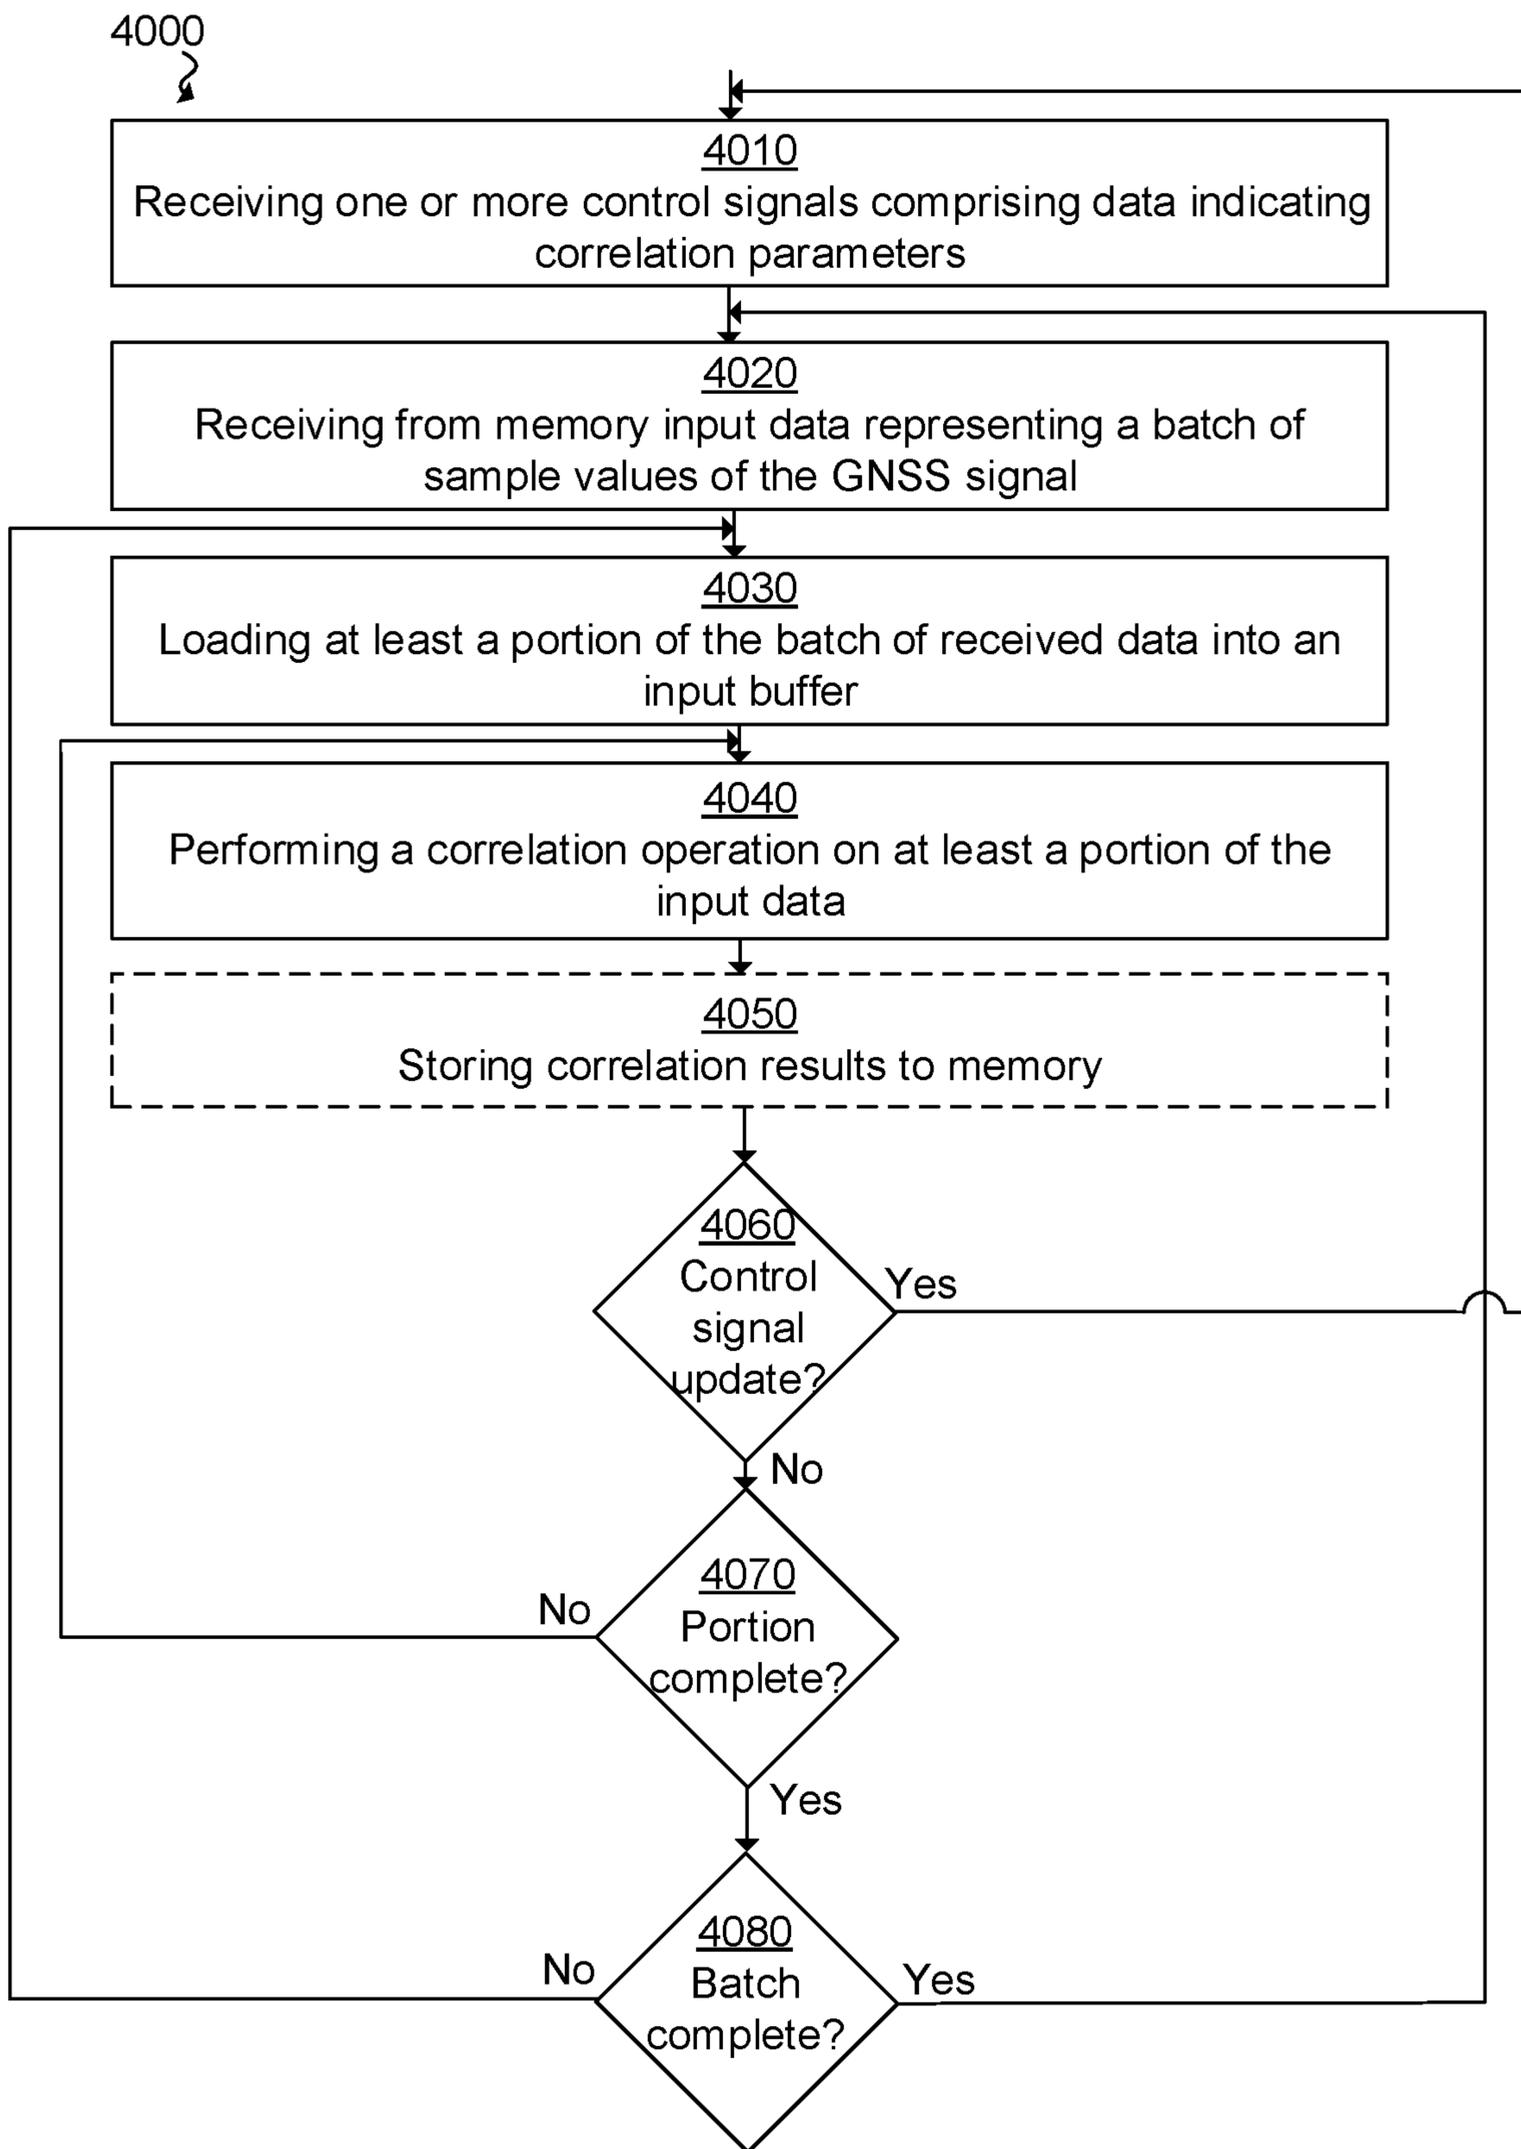 4000
4010
Receiving one or more control signals comprising data indicating
correlation parameters
4020
Receiving from memory input data representing a batch of
sample values of the GNSS signal
4030
Loading at least a portion of the batch of received data into an
input buffer
4040
Performing a correlation operation on at least a portion of the
input data
4050
Storing correlation results to memory
4060
Control
signal
update?
Yes
No
4070
Portion
complete?
No
Yes
4080
Batch
complete?
No
Yes